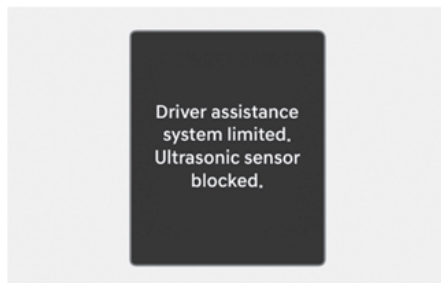 Driver assistance
system limited.
Ultrasonic sensor
blocked.